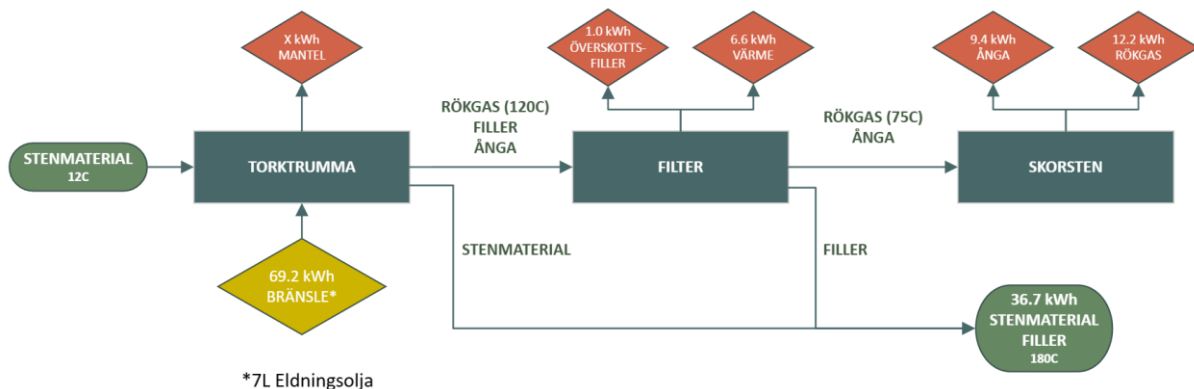 X kWh
MANTEL
1.0 kWh
ÖVERSKOTTS-
FILLER
6.6 kWh
VÄRME
9.4 kWh
ÅNGA
12.2 kWh
RÖKGAS
RÖKGAS (120C)
FILLER
ÅNGA
RÖKGAS (75C)
ÅNGA
STENMATERIAL
12C
TORKTRUMMA
FILTER
SKORSTEN
STENMATERIAL
FILLER
69.2 kWh
BRÄNSLE*
36.7 kWh
STENMATERIAL
FILLER
180C
*7L Eldningsolja